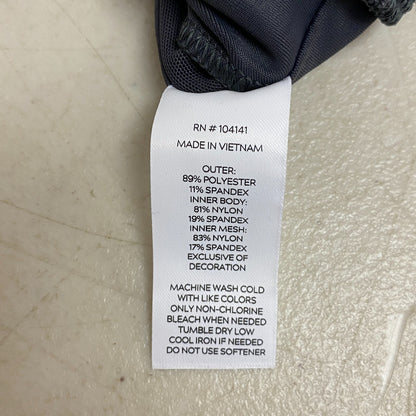 RN # 104141
MADE IN VIETNAM
OUTER:
89% POLYESTER
11% SPANDEX
INNER BODY:
81% NYLON
19% SPANDEX
INNER MESH:
83% NYLON
17% SPANDEX
EXCLUSIVE OF
DECORATION
MACHINE WASH COLD
WITH LIKE COLORS
ONLY NON-CHLORINE
BLEACH WHEN NEEDED
TUMBLE DRY LOW
COOL IRON IF NEEDED
DO NOT USE SOFTENER